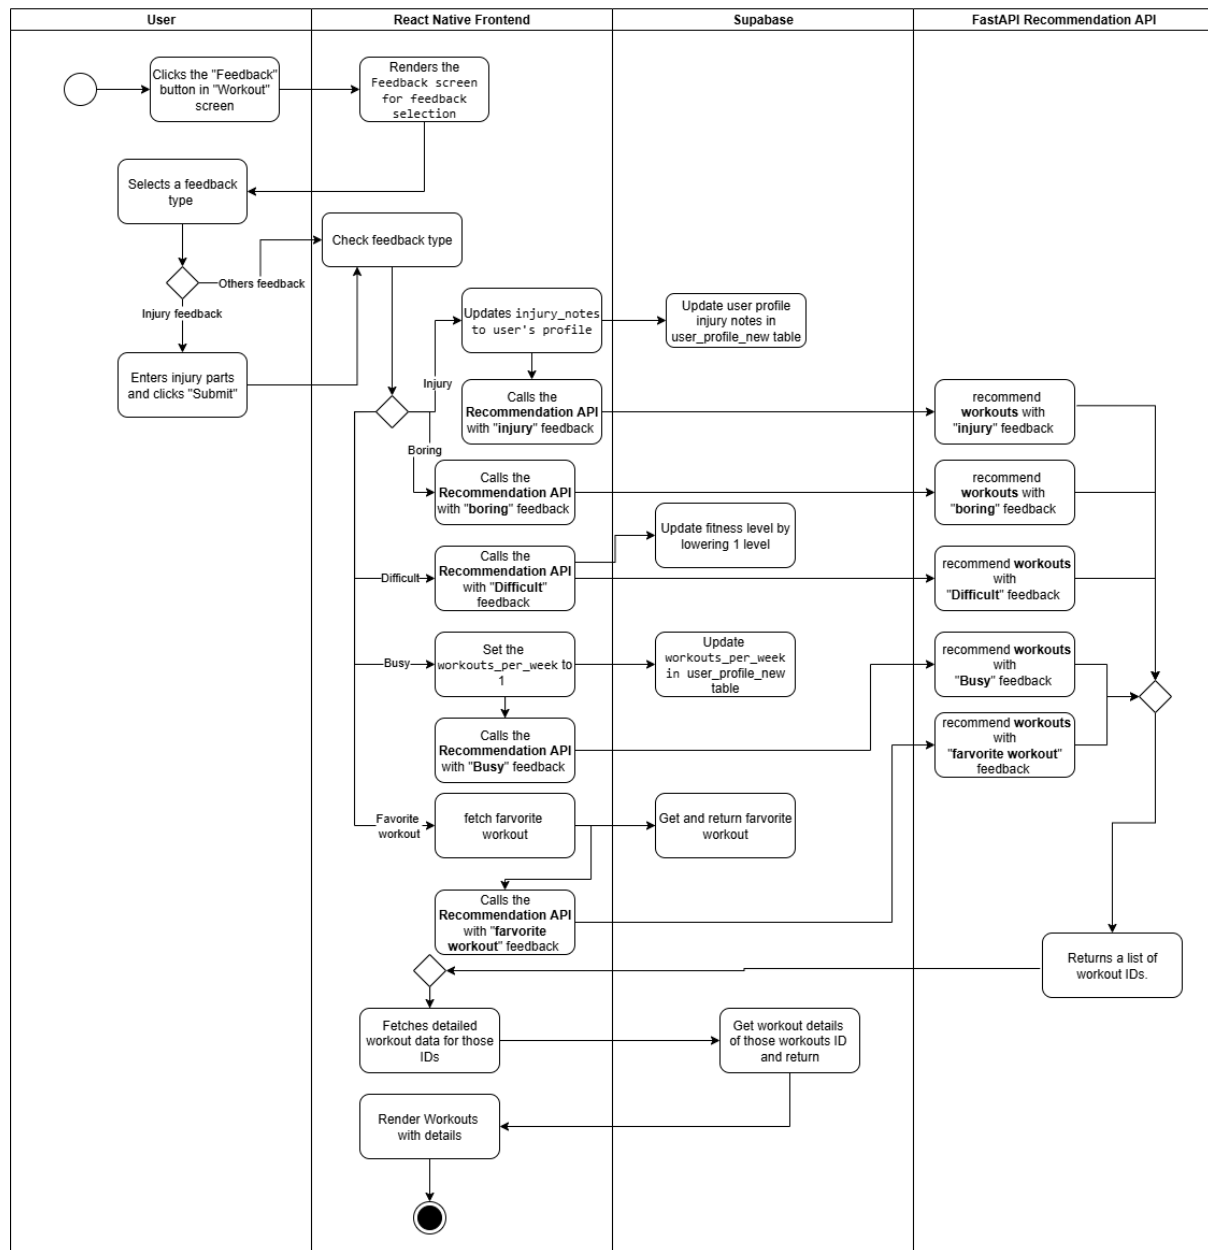 User
React Native Frontend
Supabase
FastAPI Recommendation API
Clicks the "Feedback"
button in "Workout"
screen
Renders the
Feedback screen
for feedback
selection
Selects a feedback
type
Check feedback type
Others feedback
Injury feedback
Enters injury parts
and clicks "Submit"
Updates injury_notes
to user's profile
Update user profile
injury notes in
user_profile_new table
Injury
Calls the
Recommendation API
with "injury" feedback
recommend
workouts with
"injury" feedback
Boring
Calls the
Recommendation API
with "boring" feedback
recommend
workouts with
"boring" feedback
Update fitness level by
lowering 1 level
Difficult
Calls the
Recommendation API
with "Difficult"
feedback
recommend workouts
with
"Difficult" feedback
Busy
Set the
workouts_per_week to
1
Update
workouts_per_week
in user_profile_new
table
recommend workouts
with
"Busy" feedback
Calls the
Recommendation API
with "Busy" feedback
recommend workouts
with
"farvorite workout"
feedback
Favorite
workout
fetch farvorite
workout
Get and return farvorite
workout
Calls the
Recommendation API
with "farvorite
workout" feedback
Returns a list of
workout IDs.
Fetches detailed
workout data for those
IDs
Get workout details
of those workouts ID
and return
Render Workouts
with details